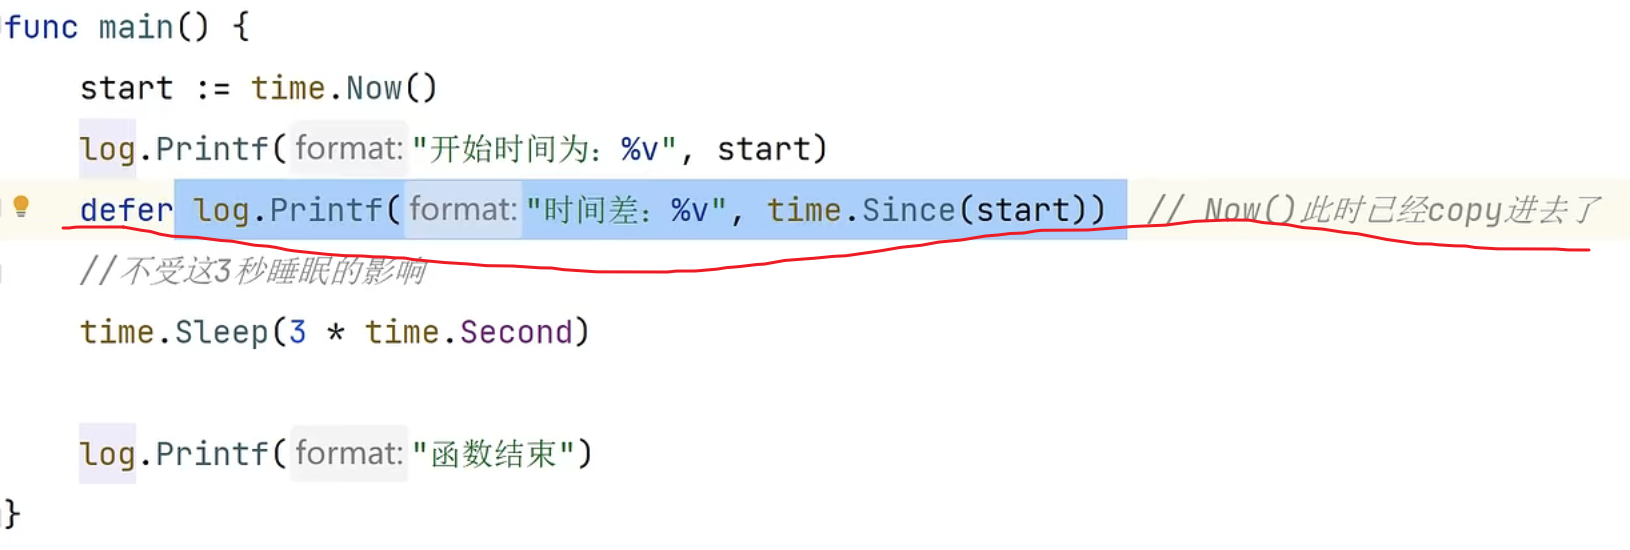 func main() {
start := time.Now()
log.Printf( format: "开始时间为：%v", start)
defer log.Printf( format: "时间差：%v", time.Since(start)) // Now()此时已经copy进去了
//不受这3秒睡眠的影响
time.Sleep(3 * time.Second)
log.Printf( format: "函数结束")
}